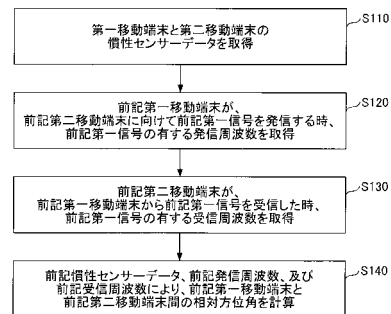 第一移動端末と第二移動端末の
慣性センサーデータを取得
S110
前記第一移動端末が、
前記第二移動端末に向けて前記第一信号を発信する時、
前記第一信号の有する発信周波数を取得
S120
前記第二移動端末が、
前記第一移動端末から前記第一信号を受信した時、
前記第一信号の有する受信周波数を取得
S130
前記慣性センサーデータ、前記発信周波数、及び
前記受信周波数により、前記第一移動端末と
前記第二移動端末間の相対方位角を計算
S140